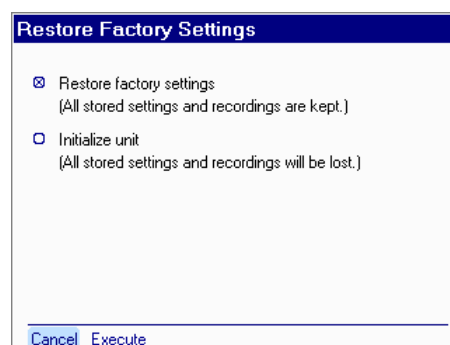 Restore Factory Settings
Restore factory settings
(All stored settings and recordings are kept.)
Initialize unit
(All stored settings and recordings will be lost.)
Cancel Execute